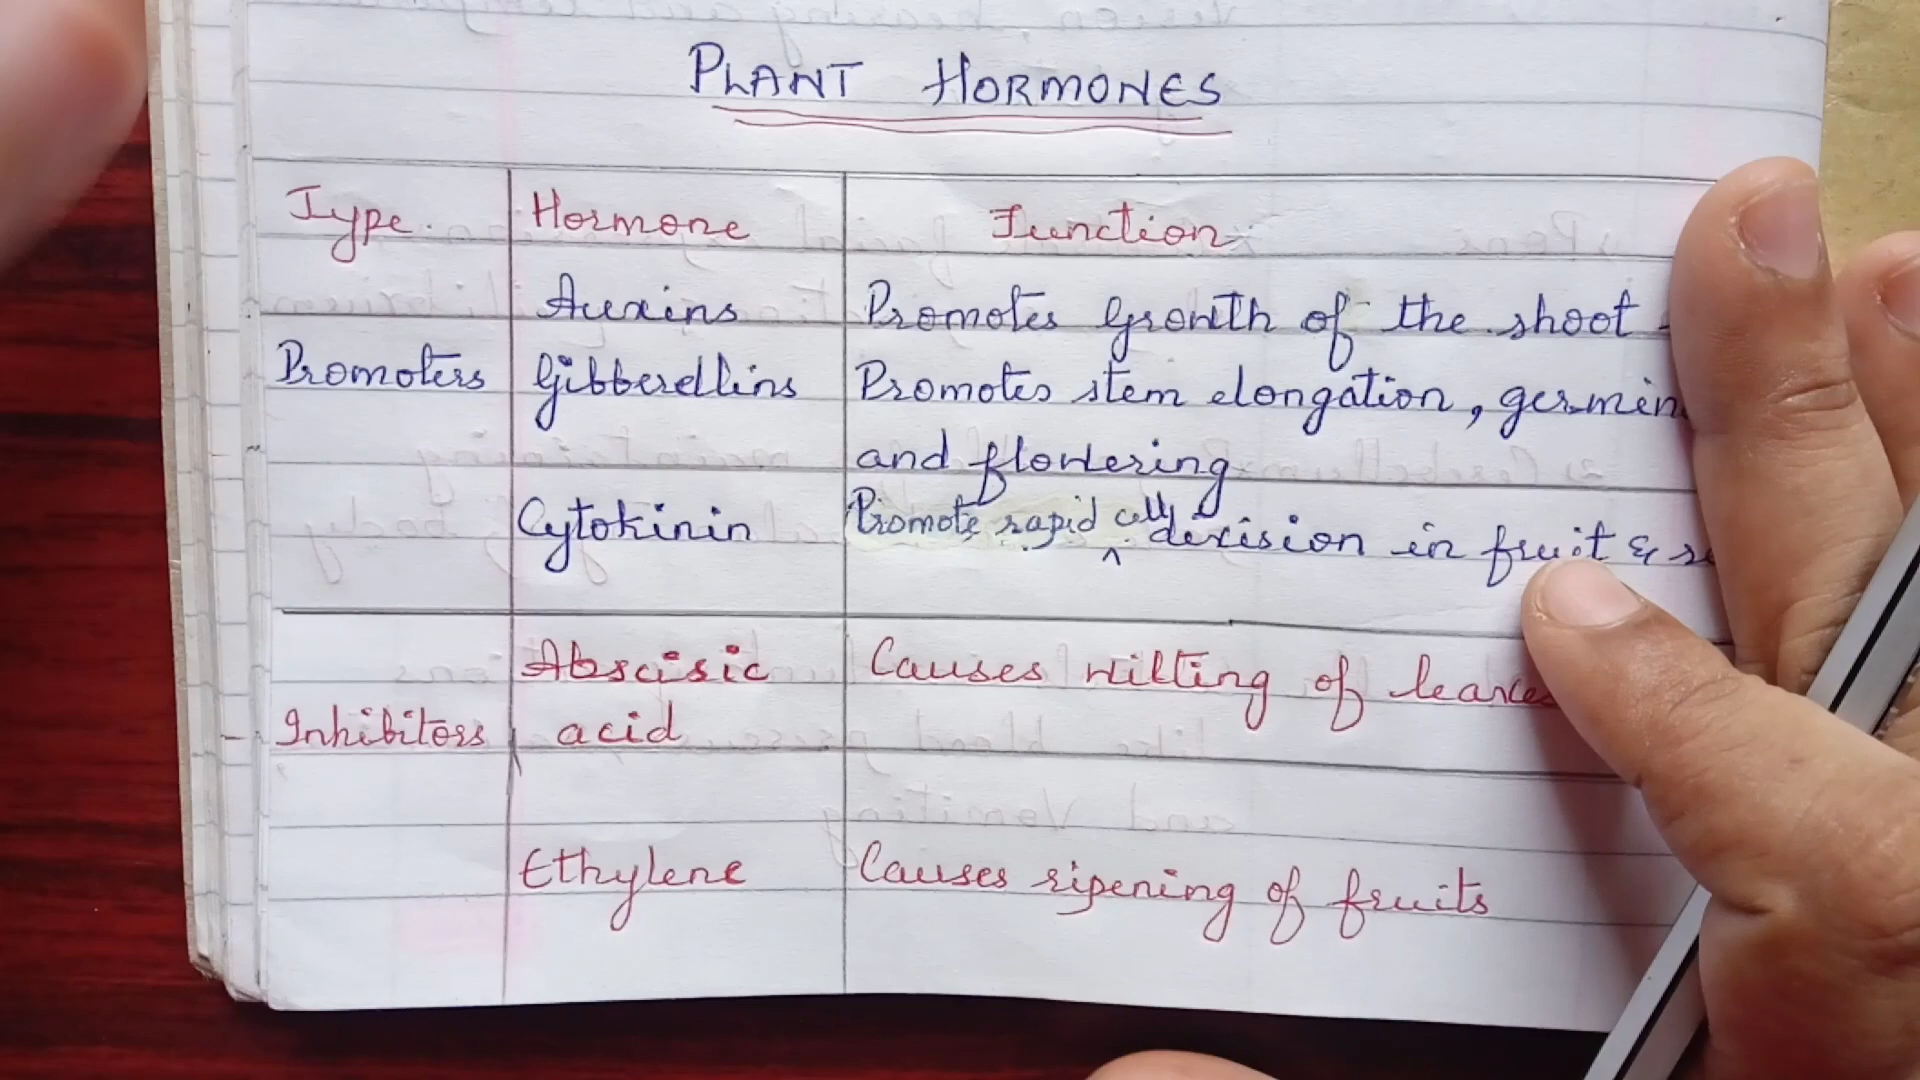 PLANT HORMONES
Type. Hormone Function
Auxins Promotes growth of the shoot
Promoters Gibberellins Promotes stem elongation,
and flowering
Cytokinin Promote rapid cell division in fruit &
Abscisic Causes wilting of leaves
Inhibitors acid
Ethylene Causes ripening of fruits